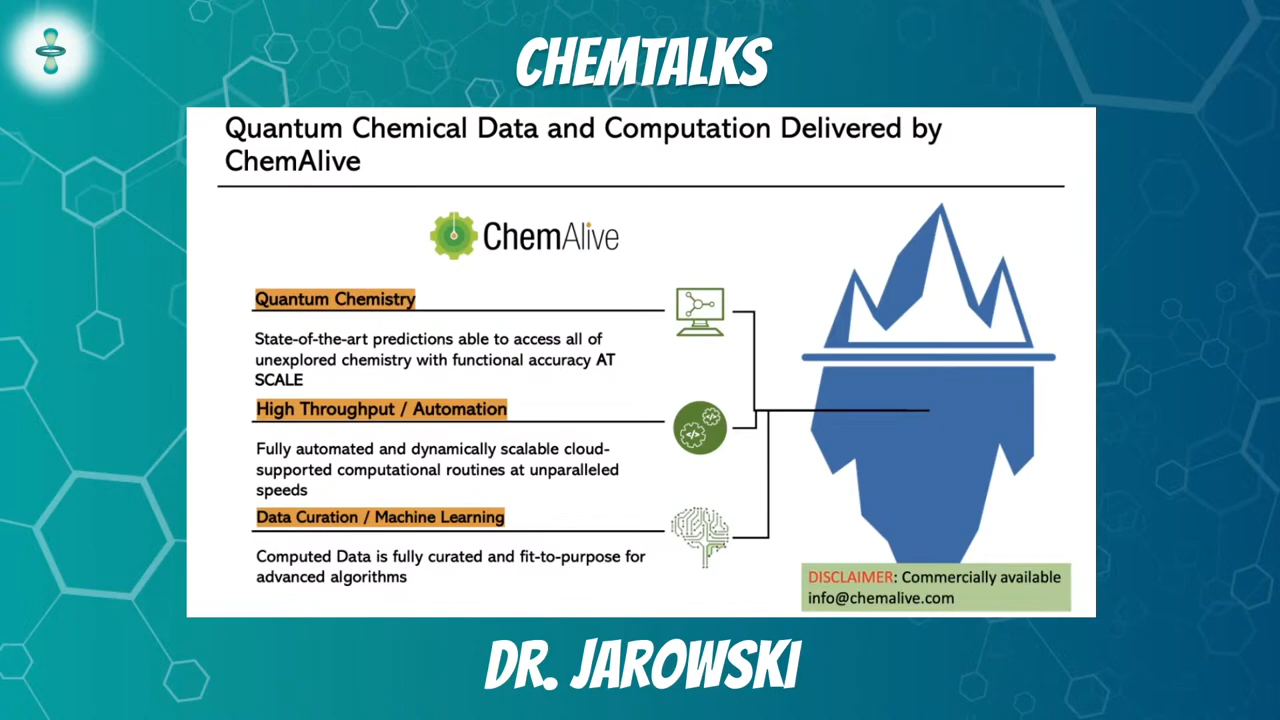 CHEMTALKS
Quantum Chemical Data and Computation Delivered by
ChemAlive
ChemAlive
Quantum Chemistry
State-of-the-art predictions able to access all of
unexplored chemistry with functional accuracy AT
SCALE
High Throughput / Automation
Fully automated and dynamically scalable cloud-
supported computational routines at unparalleled
speeds
Data Curation / Machine Learning
Computed Data is fully curated and fit-to-purpose for
advanced algorithms
DISCLAIMER: Commercially available
info@chemalive.com
DR. JAROWSKI